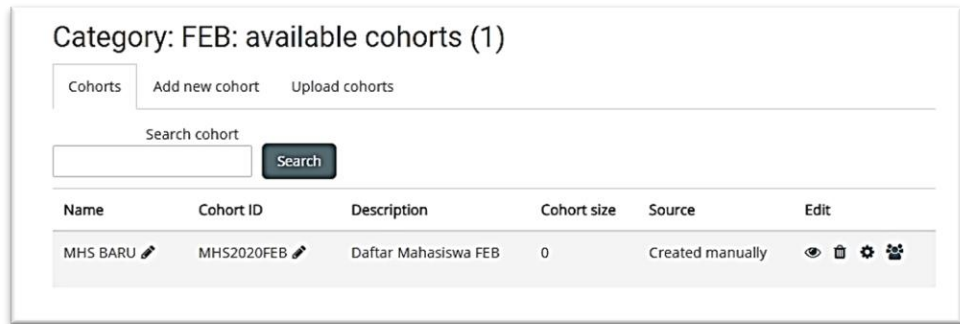 Category: FEB: available cohorts (1)
Cohorts Add new cohort Upload cohorts
Search cohort
Search
Name Cohort ID Description Cohort size Source Edit
MHS BARU MHS2020FEB Daftar Mahasiswa FEB 0 Created manually